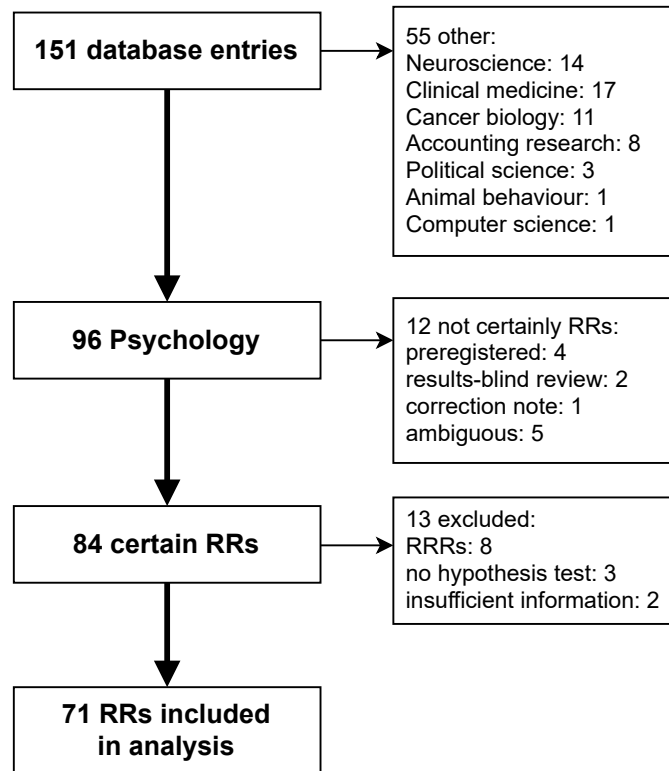 151 database entries
55 other:
Neuroscience: 14
Clinical medicine: 17
Cancer biology: 11
Accounting research: 8
Political science: 3
Animal behaviour: 1
Computer science: 1
96 Psychology
12 not certainly RRs:
preregistered: 4
results-blind review: 2
correction note: 1
ambiguous: 5
84 certain RRs
13 excluded:
RRRs: 8
no hypothesis test: 3
insufficient information: 2
71 RRs included
in analysis